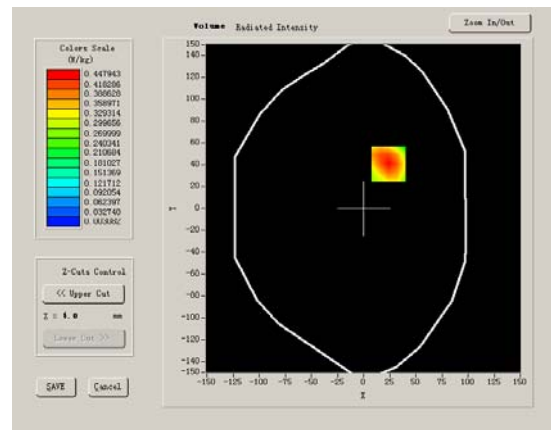 Volume Radiated Intensity
Zoom In/Out
Colors Scale
(W/kg)
0.447943
0.418286
0.388628
0.358971
0.329314
0.299656
0.269999
0.240341
0.210684
0.181027
0.151369
0.121712
0.092054
0.062397
0.032740
0.003082
Z-Cuts Control
<< Upper Cut
Z = 4.0 mm
Lower Cut >>
SAVE Cancel
150
140
120
100
80
60
40
20
0
-20
-40
-60
-80
-100
-120
-140
-150
Y
-150 -125 -100 -75 -50 -25 0 25 50 75 100 125 150
X